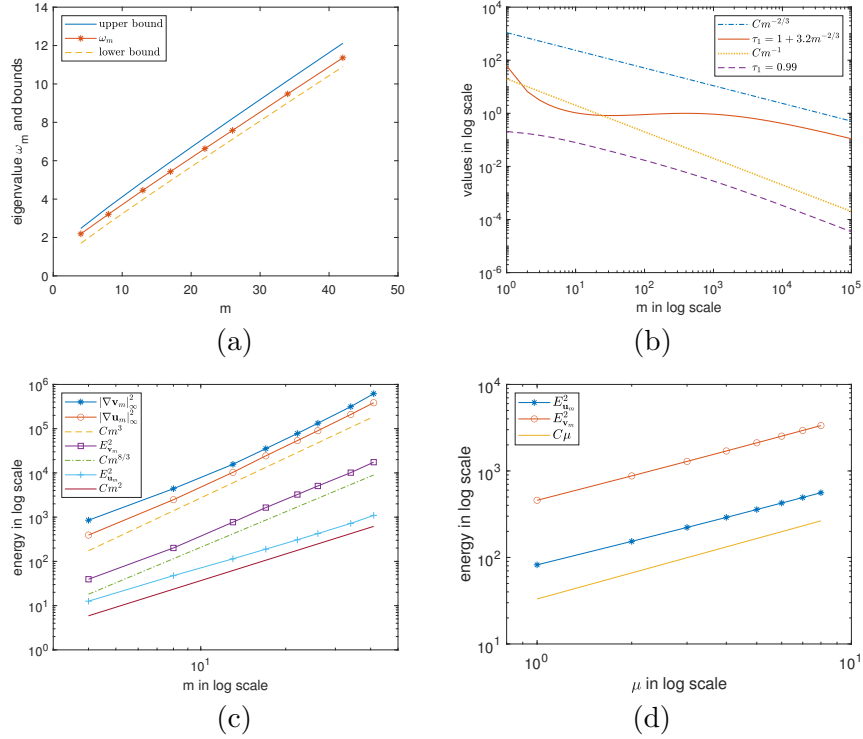 upper bound
ω_m
lower bound
14
12
10
8
6
4
2
0
eigenvalue ω'_m and bounds
0 10 20 30 40 50
m
(a)
Cm^{-2/3}
τ_1 = 1 + 3.2m^{-2/3}
Cm^{-1}
τ_1 = 0.99
10^4
10^2
10^0
10^{-2}
10^{-4}
10^{-6}
values in log scale
10^0 10^1 10^2 10^3 10^4 10^5
m in log scale
(b)
|∇v_m|^2_∞
|∇u_m|^2_∞
Cm^3
E^2_{v_m}
Cm^{8/3}
E^2_{u_m}
Cm^2
10^6
10^5
10^4
10^3
10^2
10^1
10^0
energy in log scale
10^1
m in log scale
(c)
E^2_{u_m}
E^2_{v_m}
Cμ
10^4
10^3
10^2
10^1
energy in log scale
10^0 10^1
μ in log scale
(d)